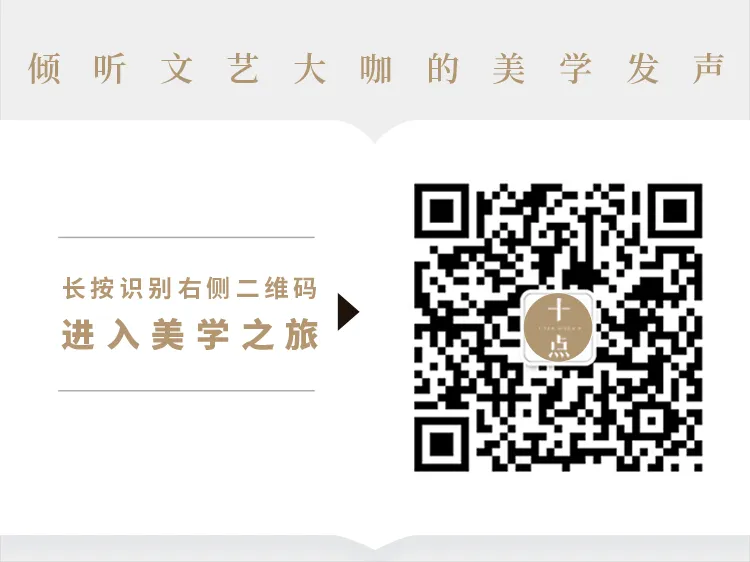 倾听文艺大咖的美学发声
长按识别右侧二维码
进入美学之旅
十
点